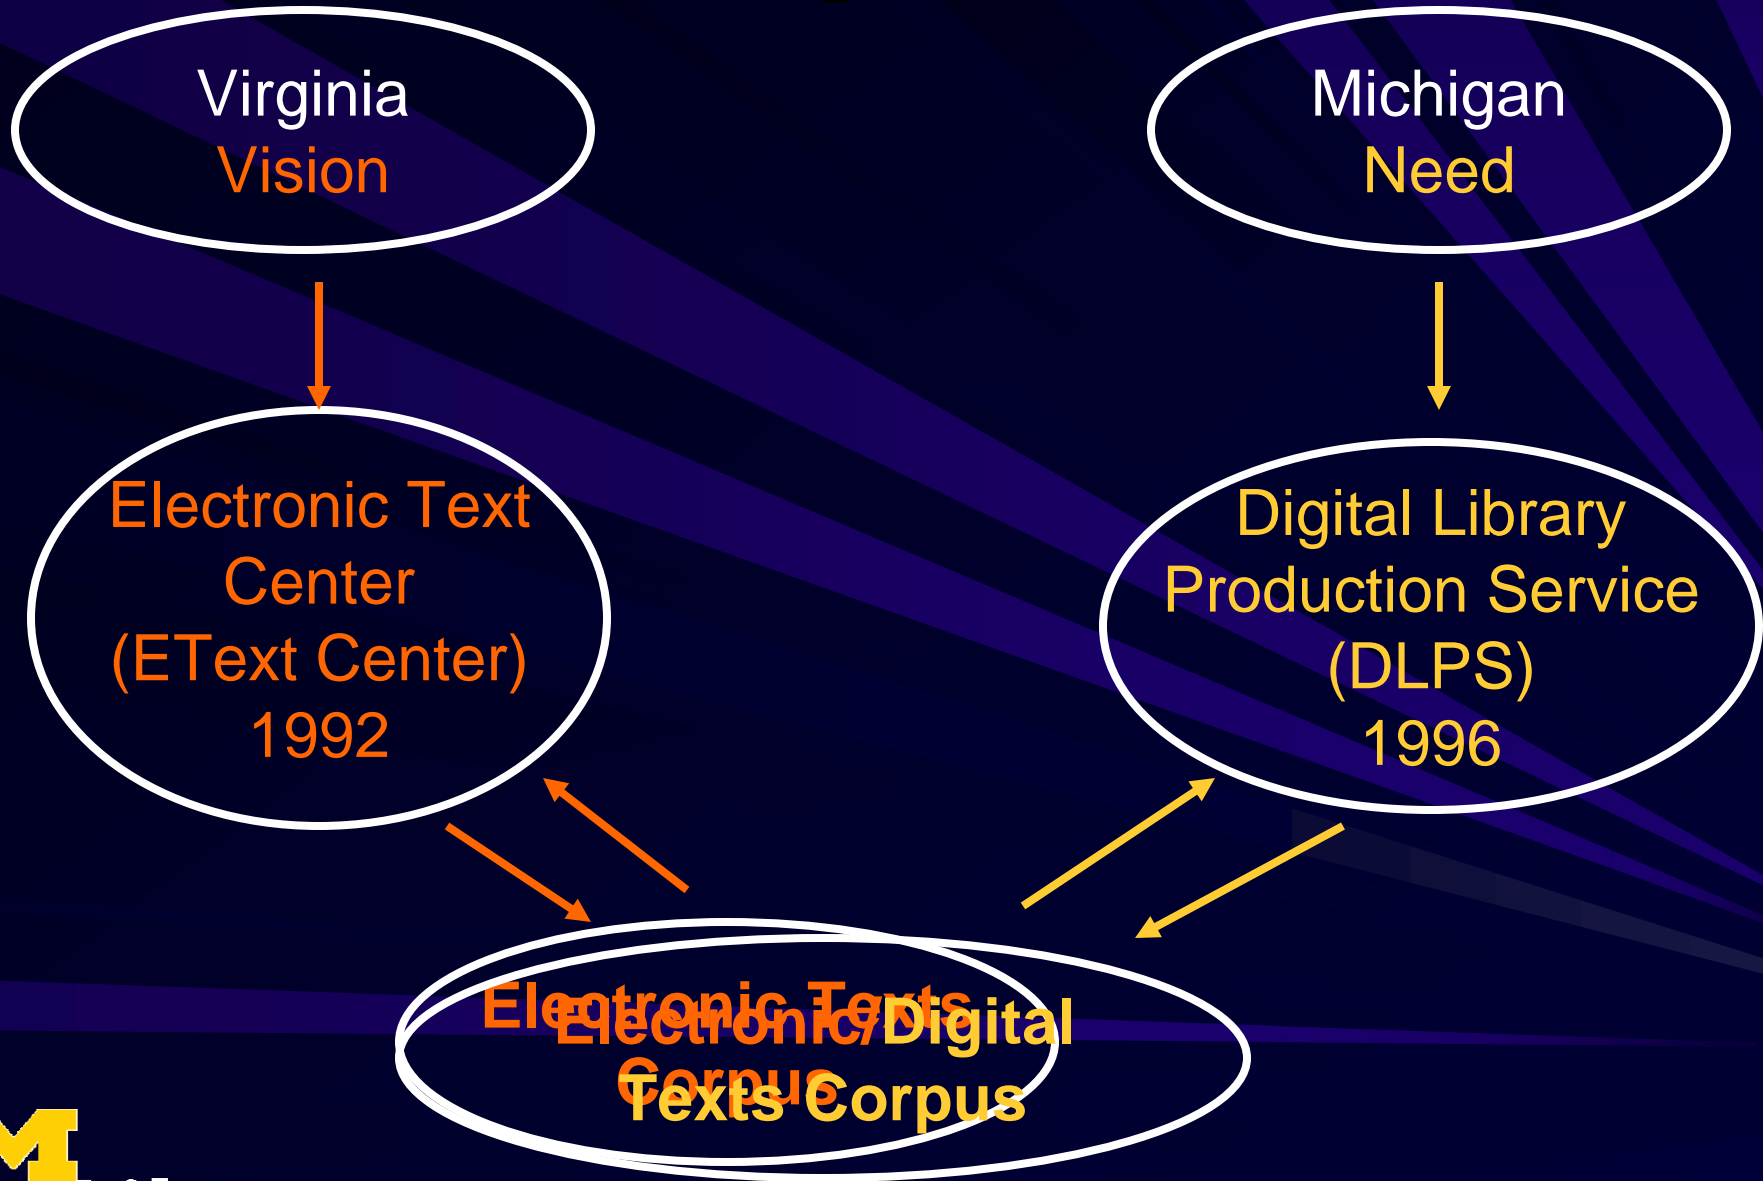 Virginia
Vision
Michigan
Need
Electronic Text
Center
(EText Center)
1992
Digital Library
Production Service
(DLPS)
1996
Electronic Texts
Corpus
Electronic/Digital
Texts Corpus
M